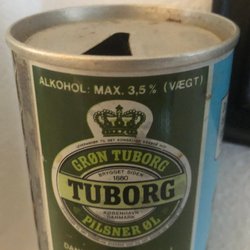 ALKOHOL: MAX. 3,5% (VÆGT)
GRØN TUBORG
BRYGGET SIDEN
1880
TUBORG
KØBENHAVN
DANMARK
PILSNER ØL